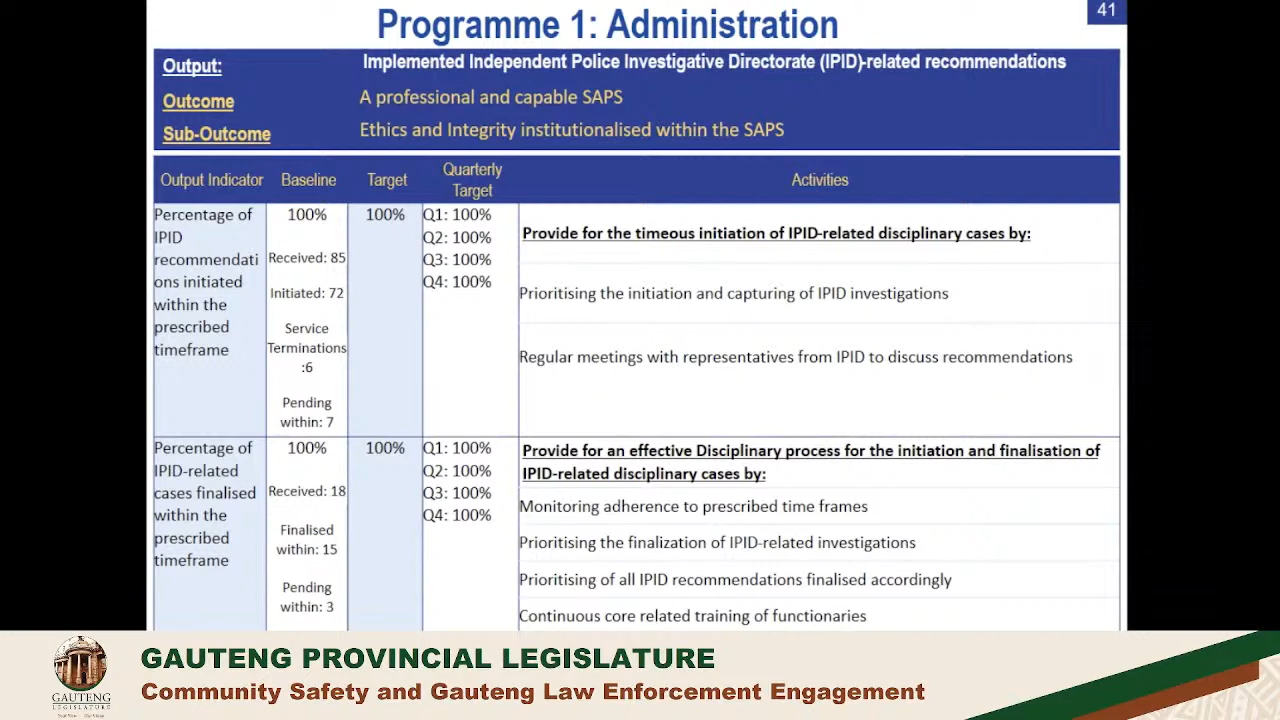 41
Programme 1: Administration
Output: Implemented Independent Police Investigative Directorate (IPID)-related recommendations
Outcome A professional and capable SAPS
Sub-Outcome Ethics and Integrity institutionalised within the SAPS
Output Indicator Baseline Target Quarterly Target Activities
Percentage of
IPID
recommendati
ons initiated
within the
prescribed
timeframe
100%
Received: 85
Initiated: 72
Service
Terminations
:6
Pending
within: 7
100%
Q1: 100%
Q2: 100%
Q3: 100%
Q4: 100%
Provide for the timeous initiation of IPID-related disciplinary cases by:
Prioritising the initiation and capturing of IPID investigations
Regular meetings with representatives from IPID to discuss recommendations
Percentage of
IPID-related
cases finalised
within the
prescribed
timeframe
100%
Received: 18
Finalised
within: 15
Pending
within: 3
100%
Q1: 100%
Q2: 100%
Q3: 100%
Q4: 100%
Provide for an effective Disciplinary process for the initiation and finalisation of
IPID-related disciplinary cases by:
Monitoring adherence to prescribed time frames
Prioritising the finalization of IPID-related investigations
Prioritising of all IPID recommendations finalised accordingly
Continuous core related training of functionaries
GAUTENG PROVINCIAL LEGISLATURE
Community Safety and Gauteng Law Enforcement Engagement
GAUTENG
LEGISLATURE